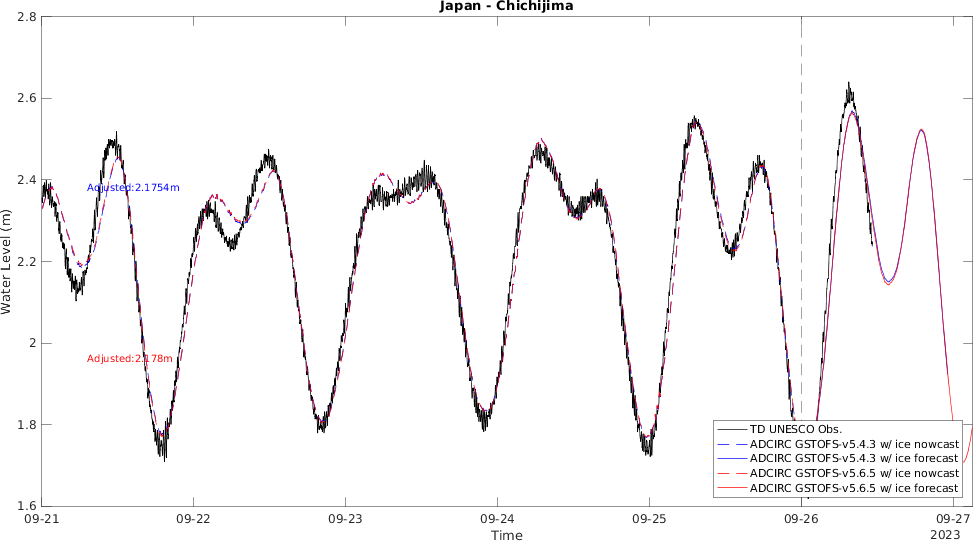 Japan - Chichijima
2.8
2.6
2.4
2.2
2
1.8
1.6
Water Level (m)
Adjusted:2.1754m
Adjusted:2.178m
TD UNESCO Obs.
ADCIRC GSTOFS-v5.4.3 w/ ice nowcast
ADCIRC GSTOFS-v5.4.3 w/ ice forecast
ADCIRC GSTOFS-v5.6.5 w/ ice nowcast
ADCIRC GSTOFS-v5.6.5 w/ ice forecast
09-21 09-22 09-23 09-24 09-25 09-26 09-27
Time
2023